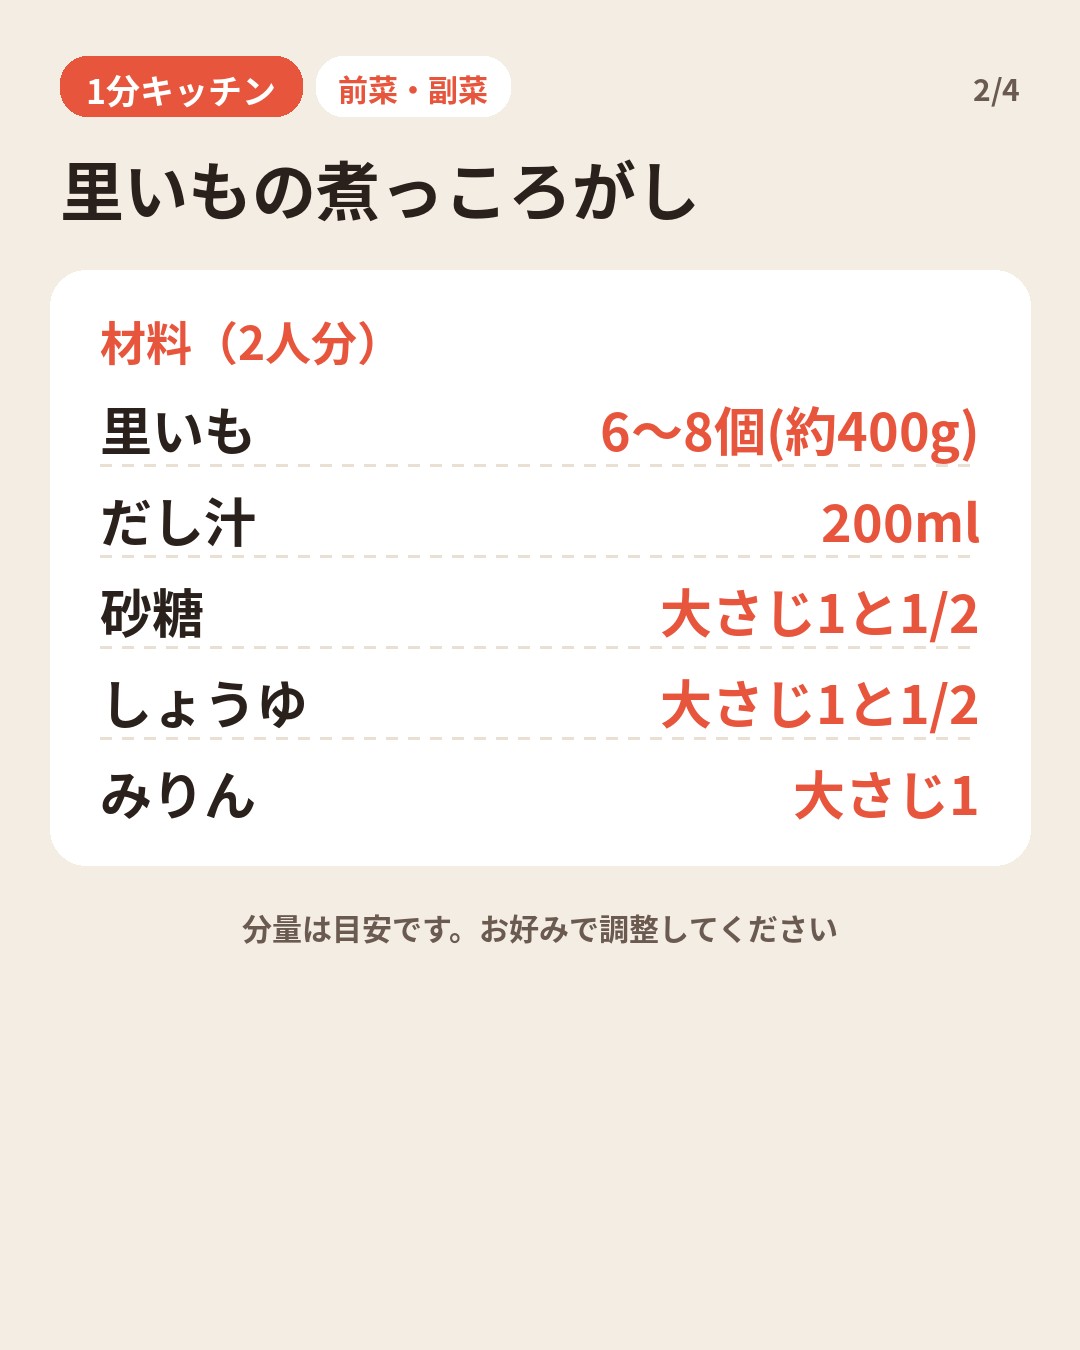 1分キッチン 前菜・副菜 2/4
里いもの煮っころがし
材料（2人分）
里いも 6〜8個(約400g)
だし汁 200ml
砂糖 大さじ1と1/2
しょうゆ 大さじ1と1/2
みりん 大さじ1
分量は目安です。お好みで調整してください